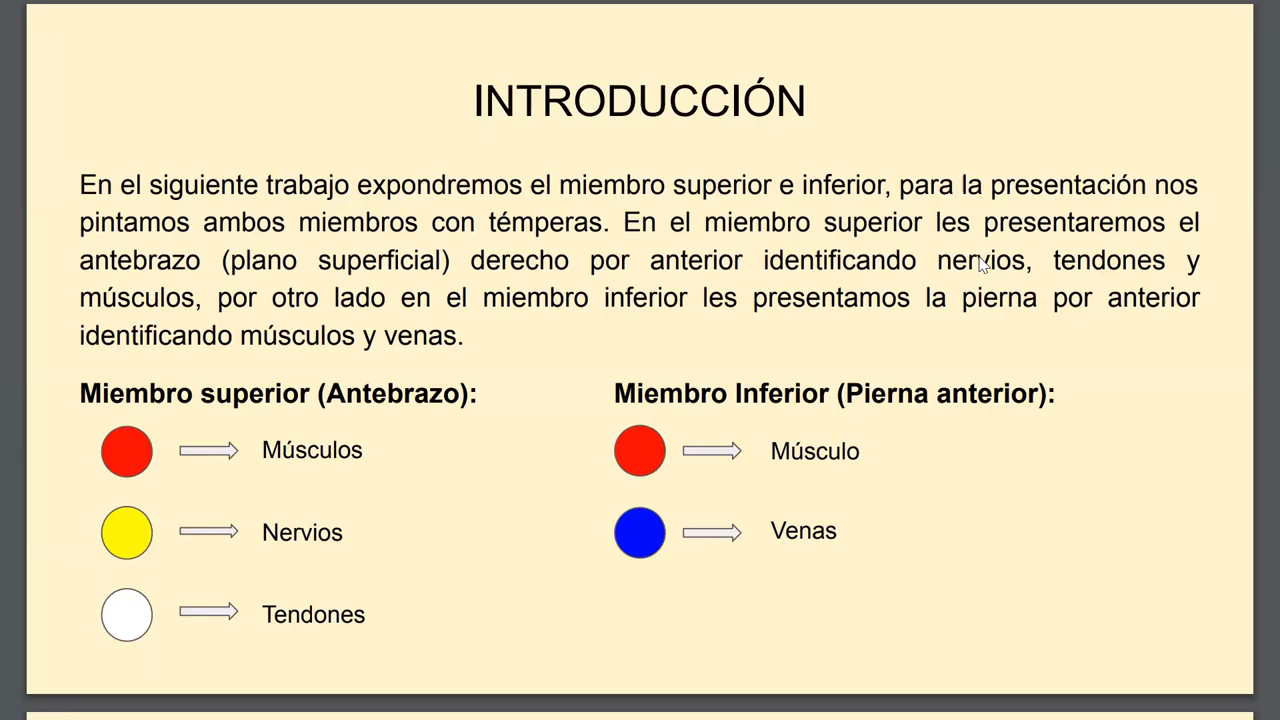 INTRODUCCIÓN
En el siguiente trabajo expondremos el miembro superior e inferior, para la presentación nos
pintamos ambos miembros con témperas. En el miembro superior les presentaremos el
antebrazo (plano superficial) derecho por anterior identificando nervios, tendones y
músculos, por otro lado en el miembro inferior les presentamos la pierna por anterior
identificando músculos y venas.
Miembro superior (Antebrazo):
Músculos
Nervios
Tendones
Miembro Inferior (Pierna anterior):
Músculo
Venas